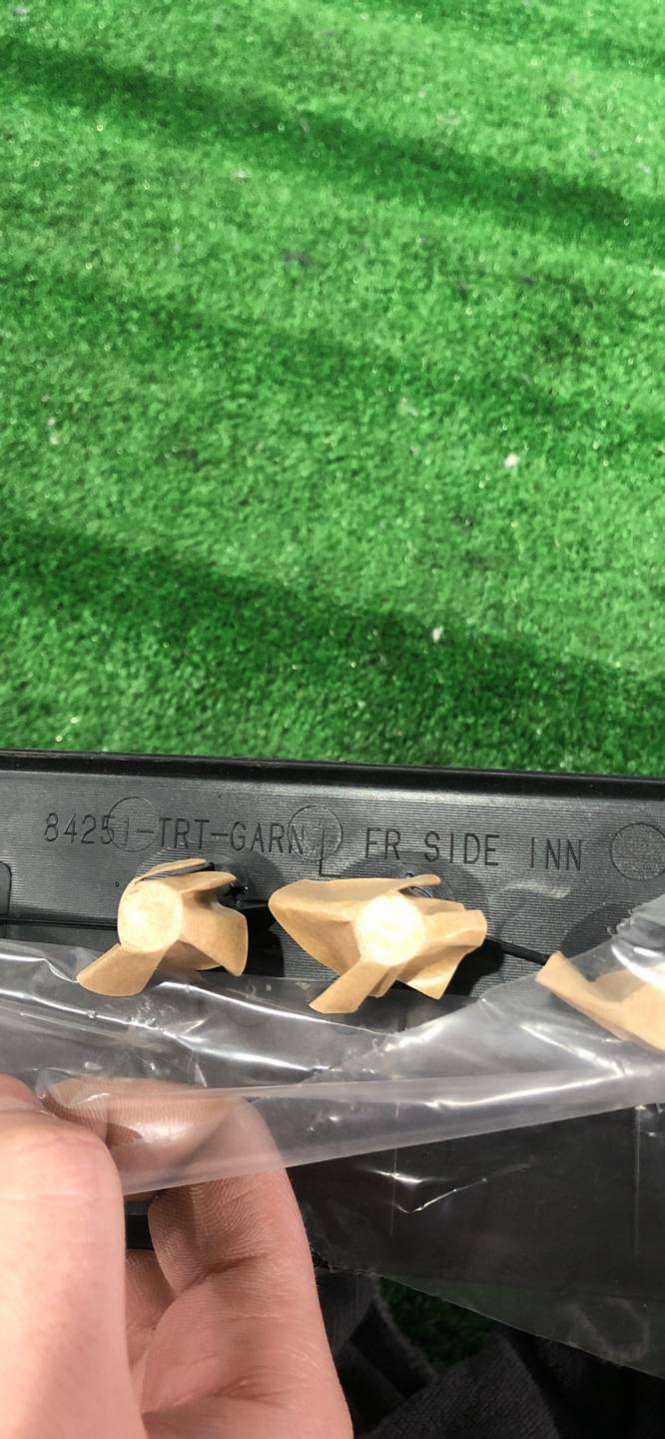 84251-TRT-GARN L FR SIDE INN